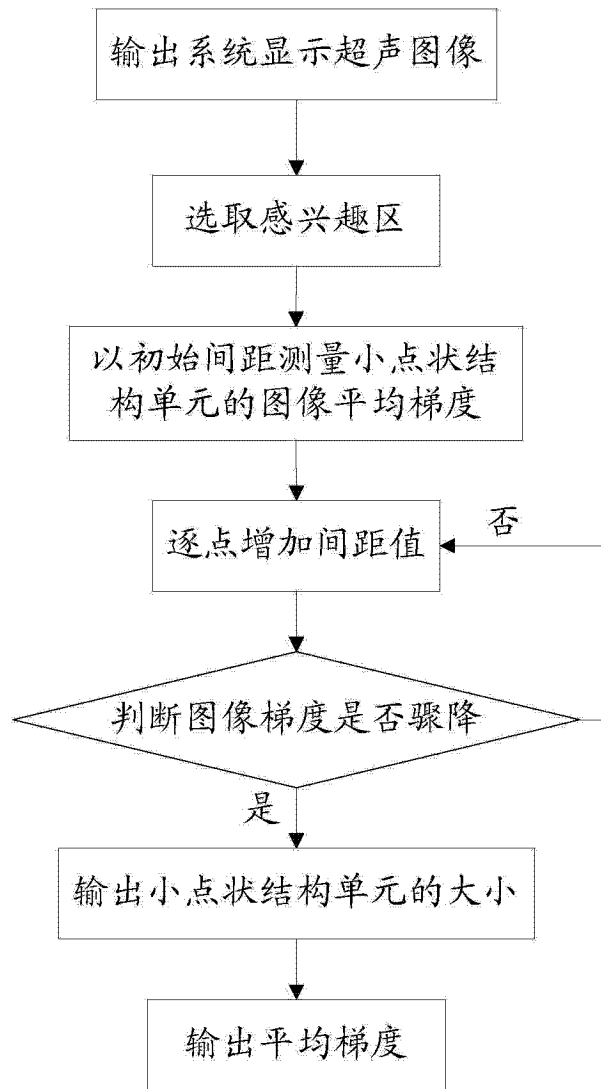 输出系统显示超声图像
选取感兴趣区
以初始间距测量小点状结
构单元的图像平均梯度
逐点增加间距值
否
判断图像梯度是否骤降
是
输出小点状结构单元的大小
输出平均梯度